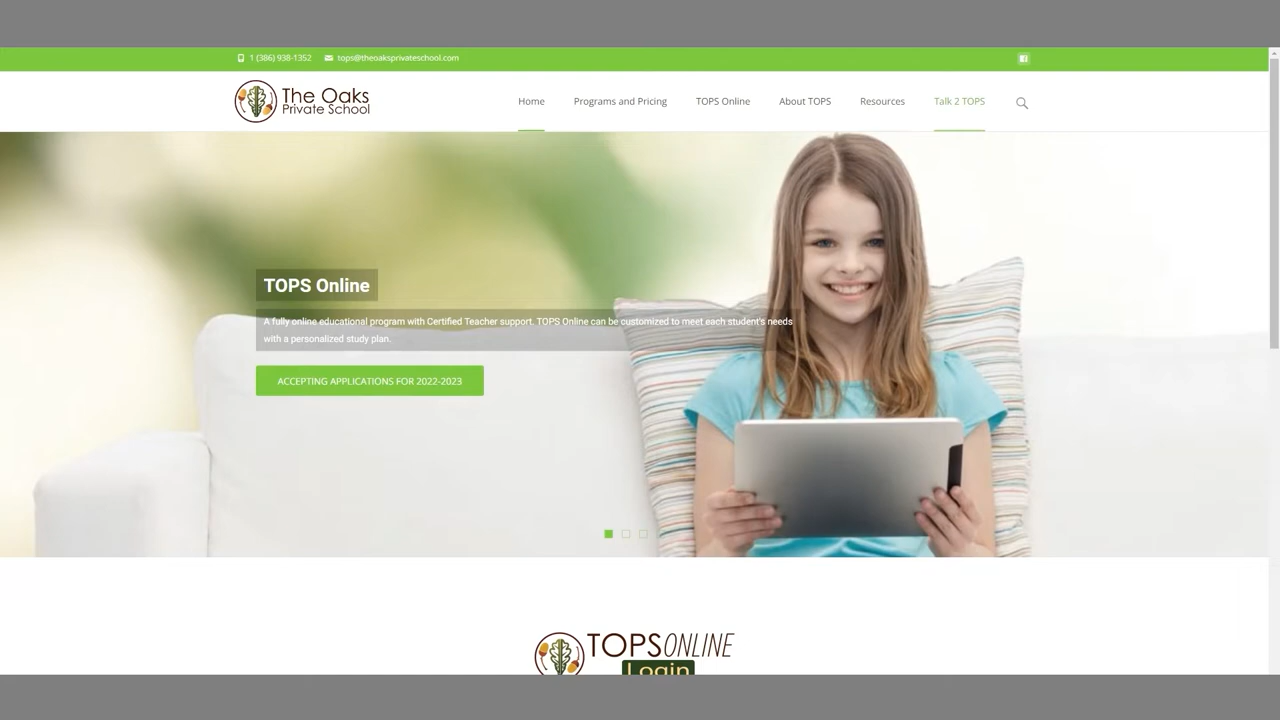 1 (386) 938-1352 tops@theoaksprivateschool.com
The Oaks
Private School
Home Programs and Pricing TOPS Online About TOPS Resources Talk 2 TOPS
TOPS Online
A fully online educational program with Certified Teacher support. TOPS Online can be customized to meet each student's needs
with a personalized study plan.
ACCEPTING APPLICATIONS FOR 2022-2023
TOPSONLINE
Login